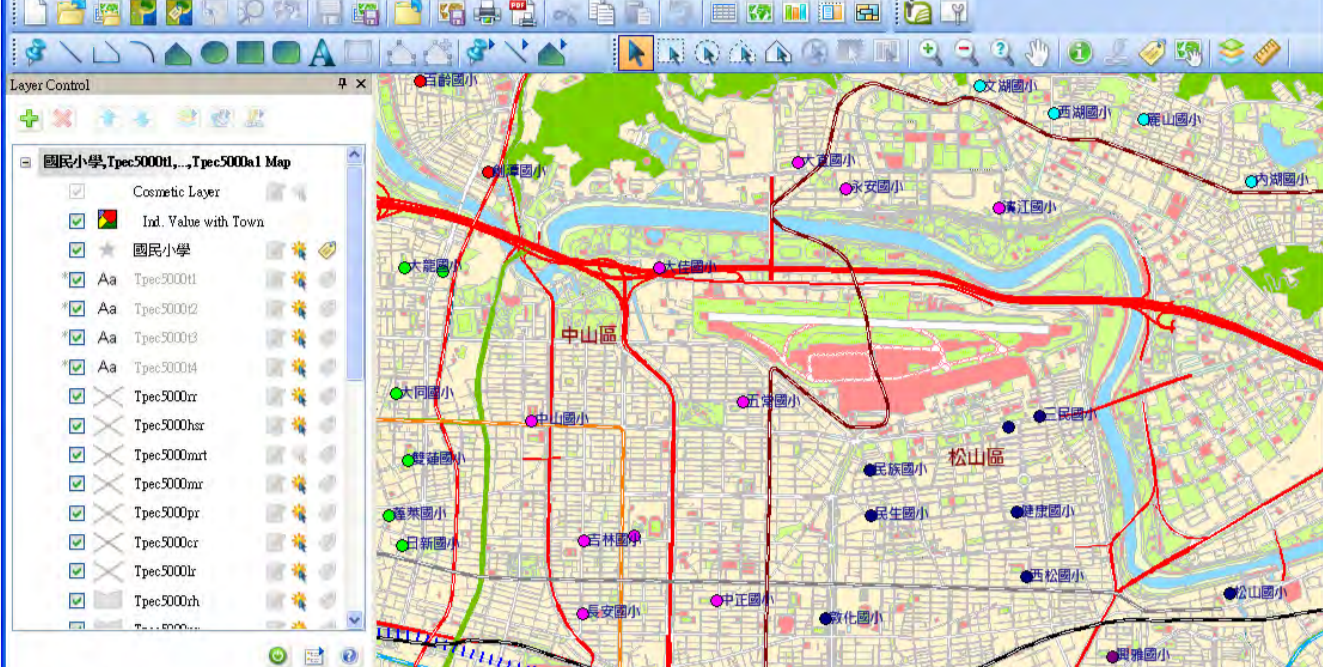 PDF
A
Layer Control
國民小學,Tpec5000t1,...,Tpec5000a1 Map
Cosmetic Layer
Ind. Value with Town
國民小學
Aa Tpec5000t1
Aa Tpec5000t2
Aa Tpec5000t3
Aa Tpec5000t4
Tpec5000rr
Tpec5000hsr
Tpec5000mrt
Tpec5000mr
Tpec5000pr
Tpec5000cr
Tpec5000lr
Tpec5000rh
百齡國小
文湖國小
西湖國小
麗山國小
劍潭國小
大直國小
永安國小
內湖國小
濱江國小
大龍國小
大佳國小
中山區
大同國小
五常國小
中山國小
三民國小
雙蓮國小
民族國小
松山區
蓬萊國小
民生國小
健康國小
日新國小
吉林國小
西松國小
長安國小
中正國小
敦化國小
松山國小
興雅國小